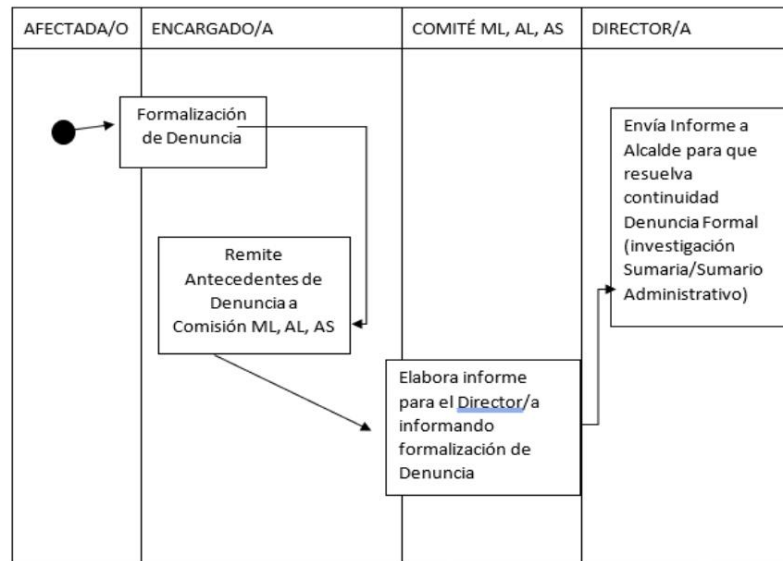 AFECTADA/O
ENCARGADO/A
COMITÉ ML, AL, AS
DIRECTOR/A
Formalización
de Denuncia
Remite
Antecedentes de
Denuncia a
Comisión ML, AL, AS
Elabora informe
para el Director/a
informando
formalización de
Denuncia
Envía Informe a
Alcalde para que
resuelva
continuidad
Denuncia Formal
(investigación
Sumaria/Sumario
Administrativo)